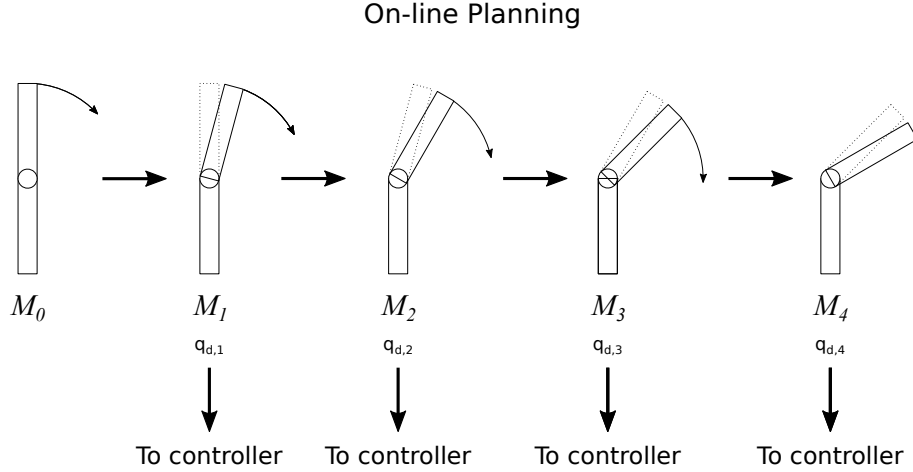 On-line Planning
M0 M1 M2 M3 M4
qd,1 qd,2 qd,3 qd,4
To controller To controller To controller To controller